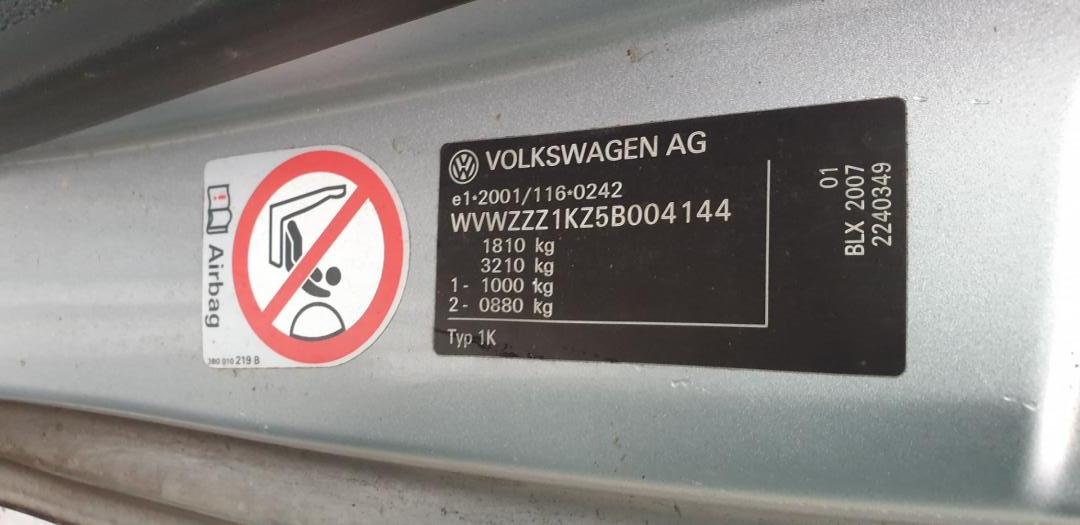 Airbag
3B0 010 219 B
VOLKSWAGEN AG
e1*2001/116*0242
WVWZZZ1KZ5B004144
1810 kg
3210 kg
1- 1000 kg
2- 0880 kg
Typ 1K
01
BLX 2007
2240349